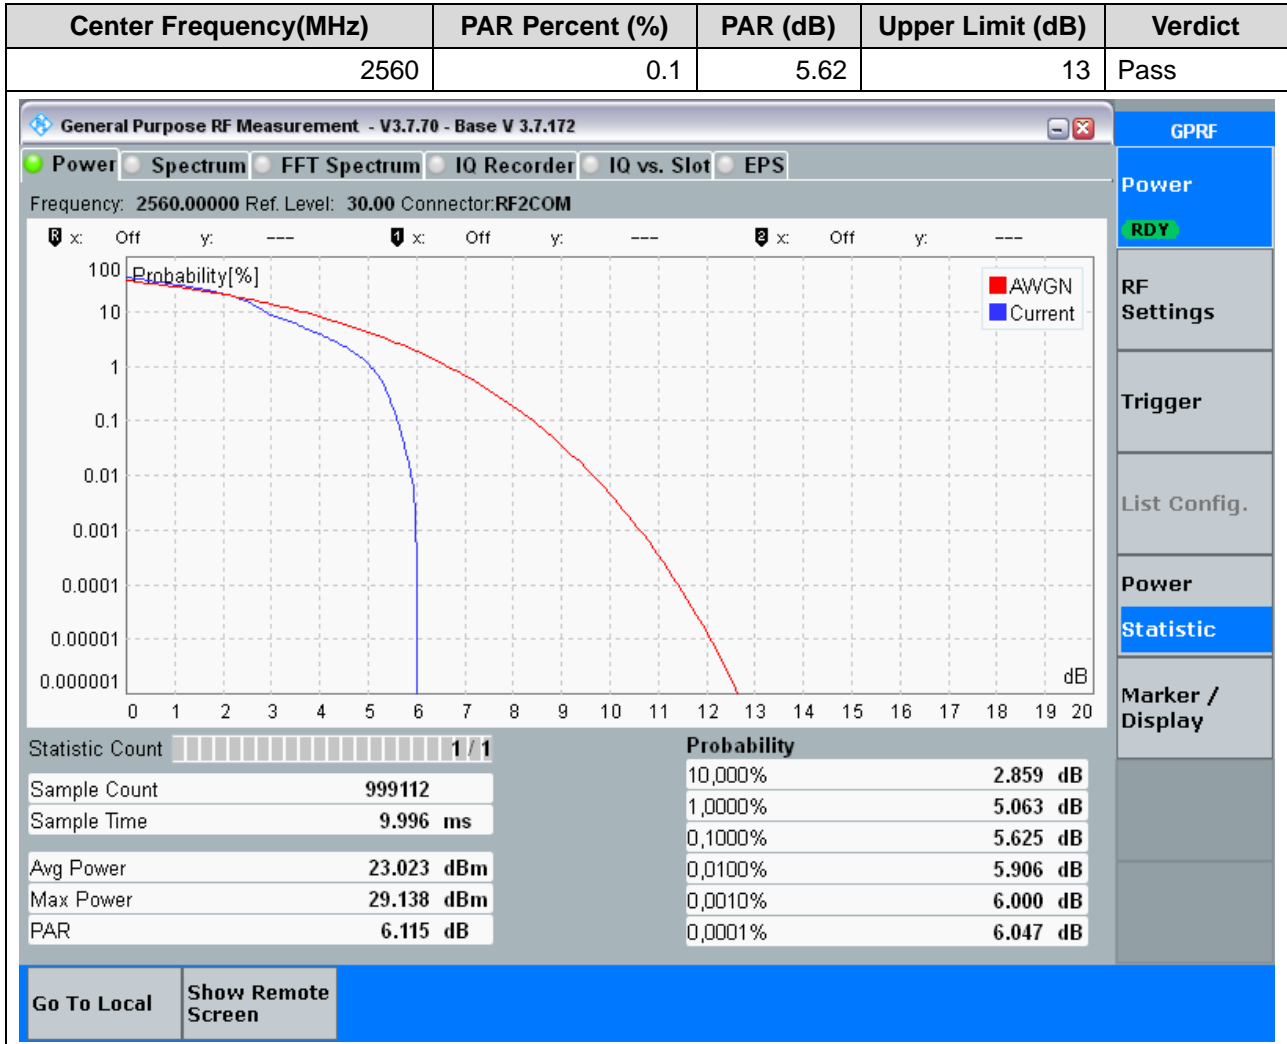 Center Frequency(MHz) PAR Percent (%) PAR (dB) Upper Limit (dB) Verdict
2560 0.1 5.62 13 Pass
General Purpose RF Measurement - V3.7.70 - Base V 3.7.172
GPRF
Power Spectrum FFT Spectrum IQ Recorder IQ vs. Slot EPS
Frequency: 2560.00000 Ref. Level: 30.00 Connector:RF2COM
R x: Off y: --- 1 x: Off y: --- 2 x: Off y: ---
Probability[%]
100
10
1
0.1
0.01
0.001
0.0001
0.00001
0.000001
AWGN
Current
dB
0 1 2 3 4 5 6 7 8 9 10 11 12 13 14 15 16 17 18 19 20
Statistic Count 1 / 1
Sample Count 999112
Sample Time 9.996 ms
Avg Power 23.023 dBm
Max Power 29.138 dBm
PAR 6.115 dB
Probability
10,000% 2.859 dB
1,0000% 5.063 dB
0,1000% 5.625 dB
0,0100% 5.906 dB
0,0010% 6.000 dB
0,0001% 6.047 dB
Power
RDY
RF
Settings
Trigger
List Config.
Power
Statistic
Marker /
Display
Go To Local
Show Remote
Screen